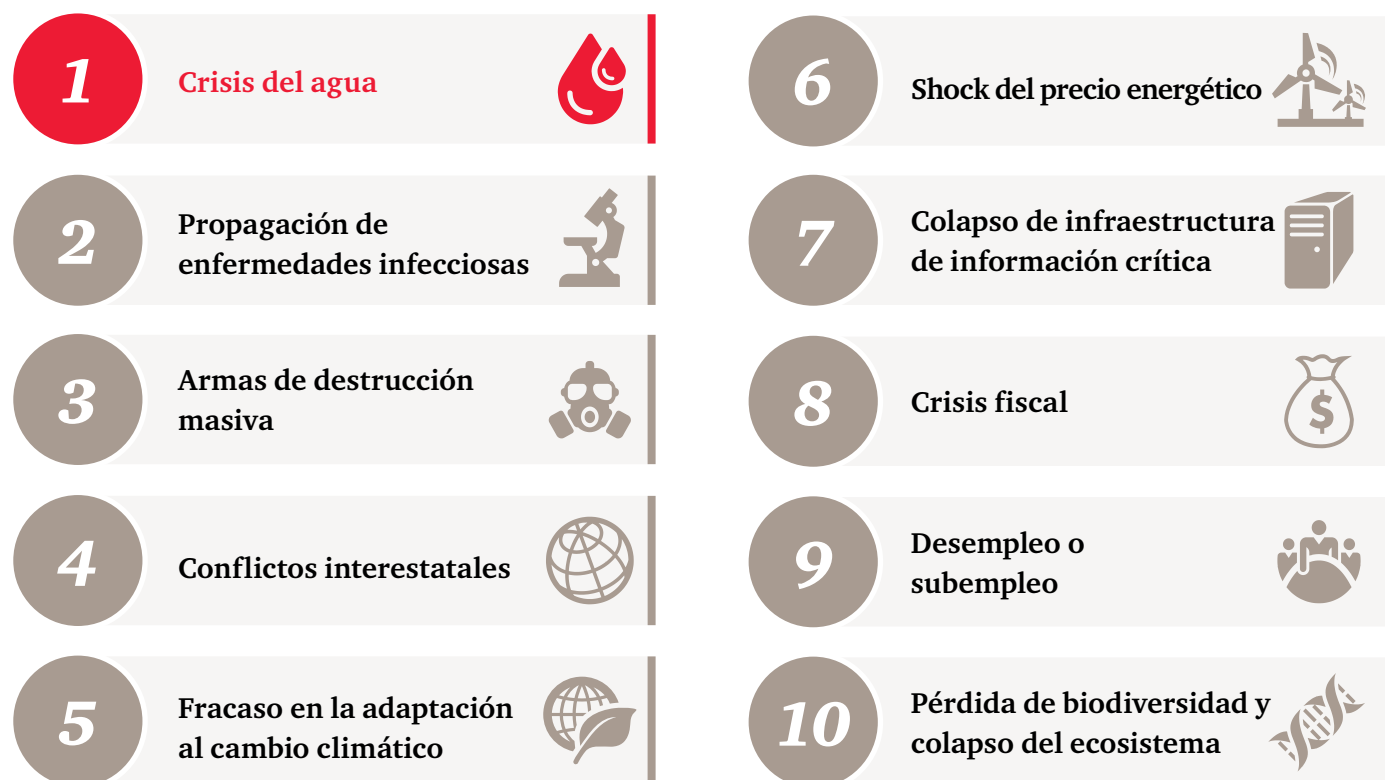 1
Crisis del agua
2
Propagación de
enfermedades infecciosas
3
Armas de destrucción
masiva
4
Conflictos interestatales
5
Fracaso en la adaptación
al cambio climático
6
Shock del precio energético
7
Colapso de infraestructura
de información crítica
8
Crisis fiscal
$
9
Desempleo o
subempleo
10
Pérdida de biodiversidad y
colapso del ecosistema